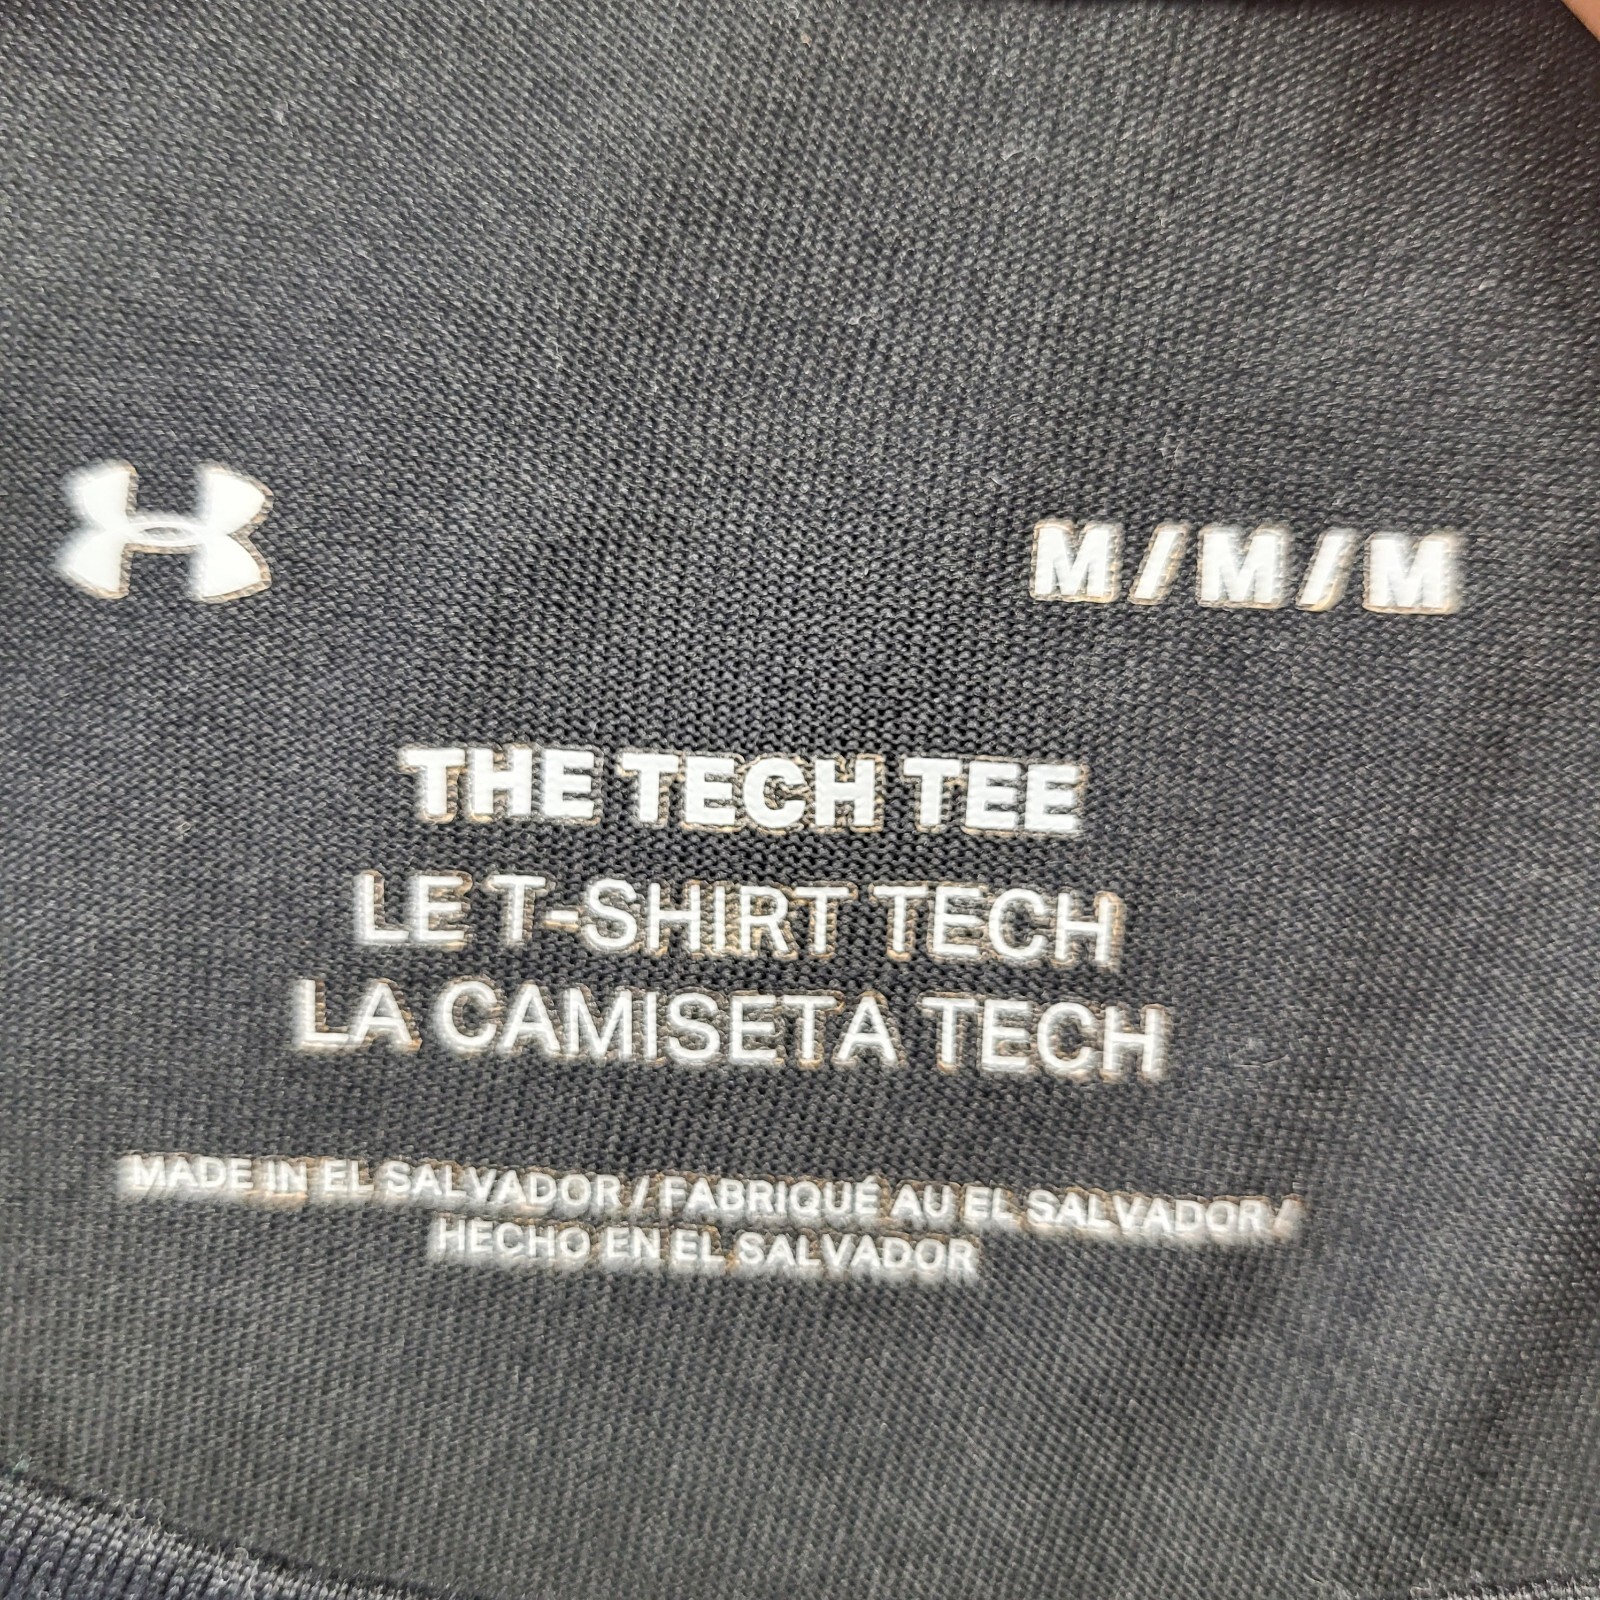 M / M / M
THE TECH TEE
LE T-SHIRT TECH
LA CAMISETA TECH
MADE IN EL SALVADOR / FABRIQUÉ AU EL SALVADOR /
HECHO EN EL SALVADOR